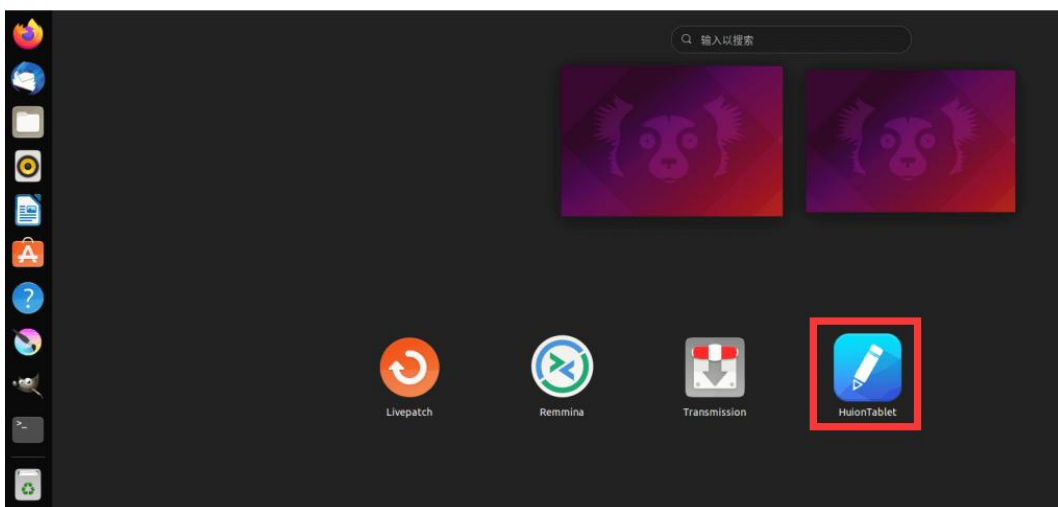 输入以搜索
Livepatch
Remmina
Transmission
HuionTablet